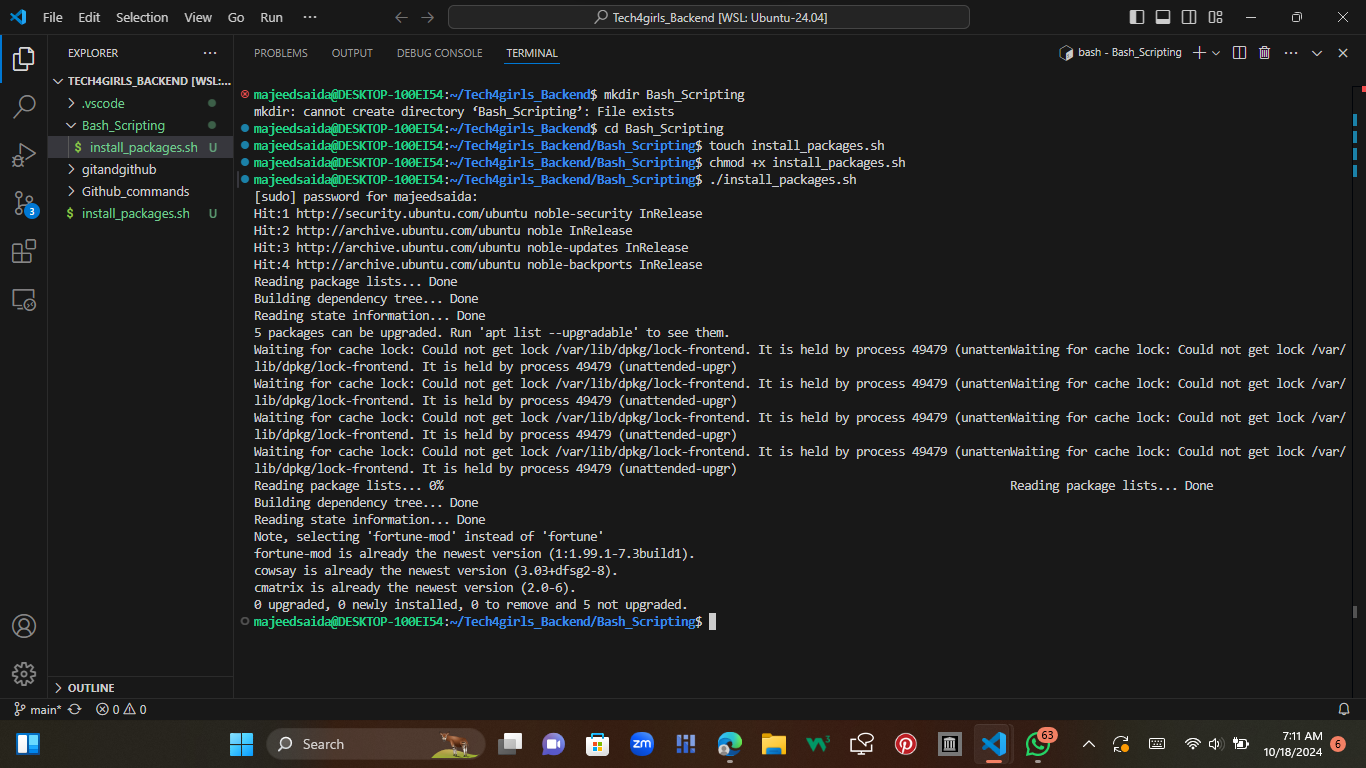 File Edit Selection View Go Run ···
Tech4girls_Backend [WSL: Ubuntu-24.04]
EXPLORER
TECH4GIRLS_BACKEND [WSL:...
.vscode
Bash_Scripting
$ install_packages.sh U
gitandgithub
Github_commands
$ install_packages.sh U
OUTLINE
3
PROBLEMS OUTPUT DEBUG CONSOLE TERMINAL
bash - Bash_Scripting
majeedsaida@DESKTOP-100EI54:~/Tech4girls_Backend$ mkdir Bash_Scripting
mkdir: cannot create directory ‘Bash_Scripting’: File exists
majeedsaida@DESKTOP-100EI54:~/Tech4girls_Backend$ cd Bash_Scripting
majeedsaida@DESKTOP-100EI54:~/Tech4girls_Backend/Bash_Scripting$ touch install_packages.sh
majeedsaida@DESKTOP-100EI54:~/Tech4girls_Backend/Bash_Scripting$ chmod +x install_packages.sh
majeedsaida@DESKTOP-100EI54:~/Tech4girls_Backend/Bash_Scripting$ ./install_packages.sh
[sudo] password for majeedsaida:
Hit:1 http://security.ubuntu.com/ubuntu noble-security InRelease
Hit:2 http://archive.ubuntu.com/ubuntu noble InRelease
Hit:3 http://archive.ubuntu.com/ubuntu noble-updates InRelease
Hit:4 http://archive.ubuntu.com/ubuntu noble-backports InRelease
Reading package lists... Done
Building dependency tree... Done
Reading state information... Done
5 packages can be upgraded. Run 'apt list --upgradable' to see them.
Waiting for cache lock: Could not get lock /var/lib/dpkg/lock-frontend. It is held by process 49479 (unattenWaiting for cache lock: Could not get lock /var/
lib/dpkg/lock-frontend. It is held by process 49479 (unattended-upgr)
Waiting for cache lock: Could not get lock /var/lib/dpkg/lock-frontend. It is held by process 49479 (unattenWaiting for cache lock: Could not get lock /var/
lib/dpkg/lock-frontend. It is held by process 49479 (unattended-upgr)
Waiting for cache lock: Could not get lock /var/lib/dpkg/lock-frontend. It is held by process 49479 (unattenWaiting for cache lock: Could not get lock /var/
lib/dpkg/lock-frontend. It is held by process 49479 (unattended-upgr)
Waiting for cache lock: Could not get lock /var/lib/dpkg/lock-frontend. It is held by process 49479 (unattenWaiting for cache lock: Could not get lock /var/
lib/dpkg/lock-frontend. It is held by process 49479 (unattended-upgr)
Reading package lists... 0% Reading package lists... Done
Building dependency tree... Done
Reading state information... Done
Note, selecting 'fortune-mod' instead of 'fortune'
fortune-mod is already the newest version (1:1.99.1-7.3build1).
cowsay is already the newest version (3.03+dfsg2-8).
cmatrix is already the newest version (2.0-6).
0 upgraded, 0 newly installed, 0 to remove and 5 not upgraded.
majeedsaida@DESKTOP-100EI54:~/Tech4girls_Backend/Bash_Scripting$
main* 0 0
Search
zm
63
7:11 AM
10/18/2024
6